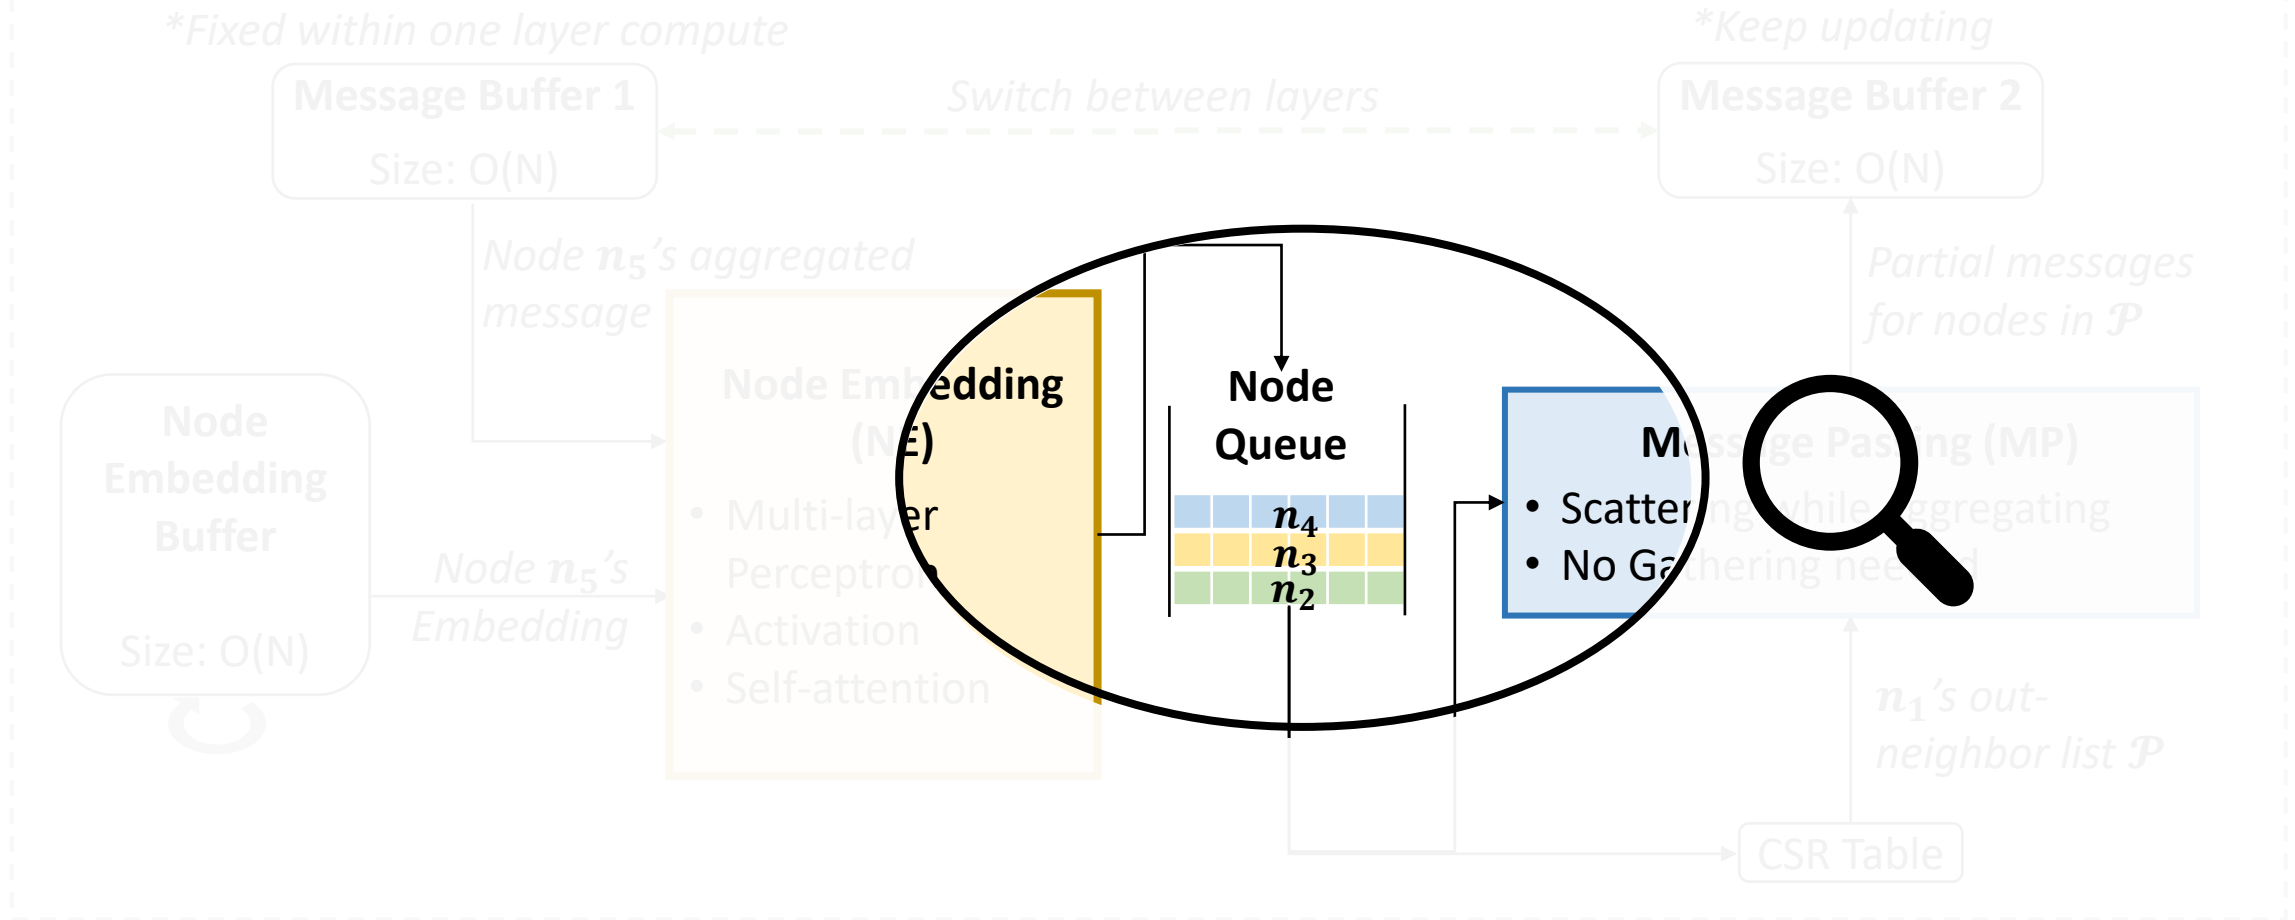 *Fixed within one layer compute
*Keep updating
Message Buffer 1
Size: O(N)
Switch between layers
Message Buffer 2
Size: O(N)
Node n₅'s aggregated
message
Partial messages
for nodes in 𝒫
Node
Embedding
Buffer
Size: O(N)
Node n₅'s
Embedding
Node Embedding
(NE)
• Multi-layer
Perceptron
• Activation
• Self-attention
Node
Queue
n₄
n₃
n₂
Message Passing (MP)
• Scattering while aggregating
• No Gathering needed
n₁'s out-
neighbor list 𝒫
CSR Table